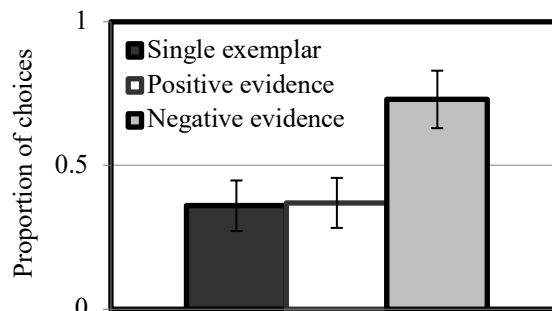 1
Single exemplar
Positive evidence
Negative evidence
0.5
0
Proportion of choices